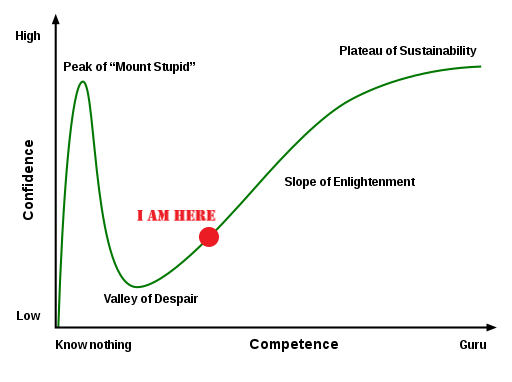 High
Peak of “Mount Stupid”
Plateau of Sustainability
Confidence
Slope of Enlightenment
I AM HERE
Valley of Despair
Low
Know nothing
Competence
Guru